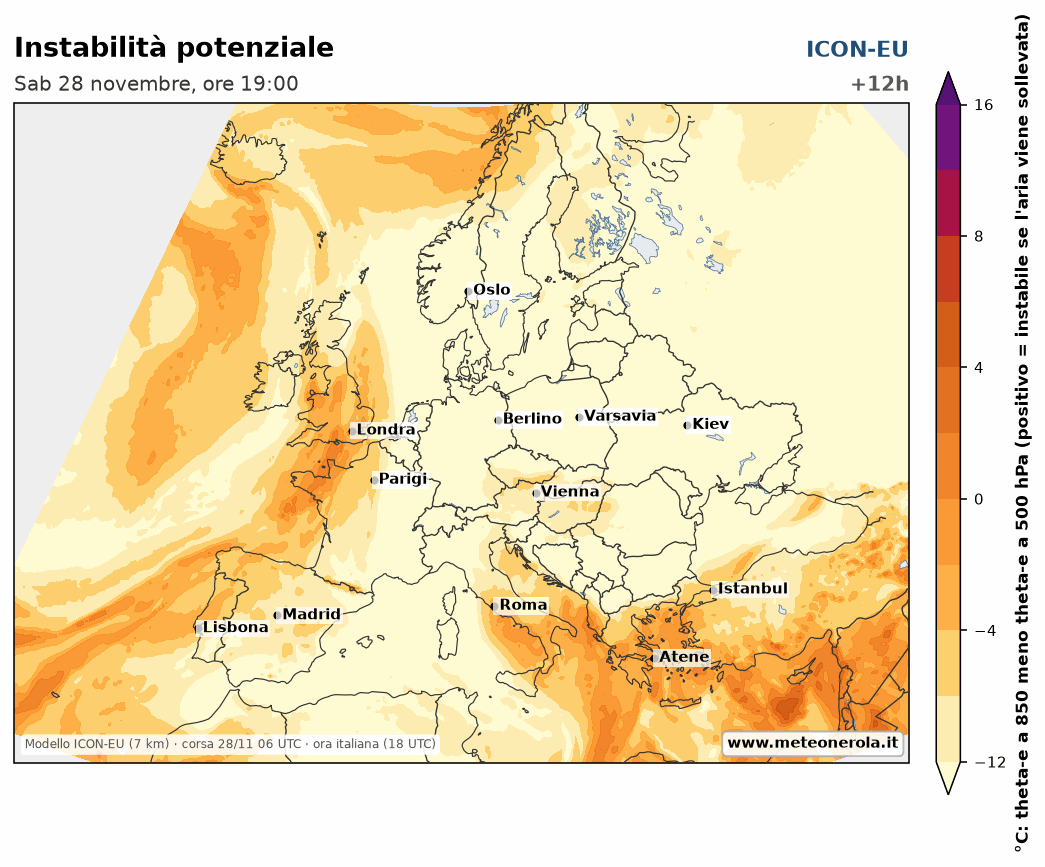 Instabilità potenziale
ICON-EU
Sab 28 novembre, ore 19:00
+12h
Oslo
Berlino
Varsavia
Kiev
Londra
Parigi
Vienna
Istanbul
Roma
Madrid
Lisbona
Atene
Modello ICON-EU (7 km) · corsa 28/11 06 UTC · ora italiana (18 UTC)
www.meteonerola.it
16
8
4
0
−4
−12
°C: theta-e a 850 meno theta-e a 500 hPa (positivo = instabile se l'aria viene sollevata)